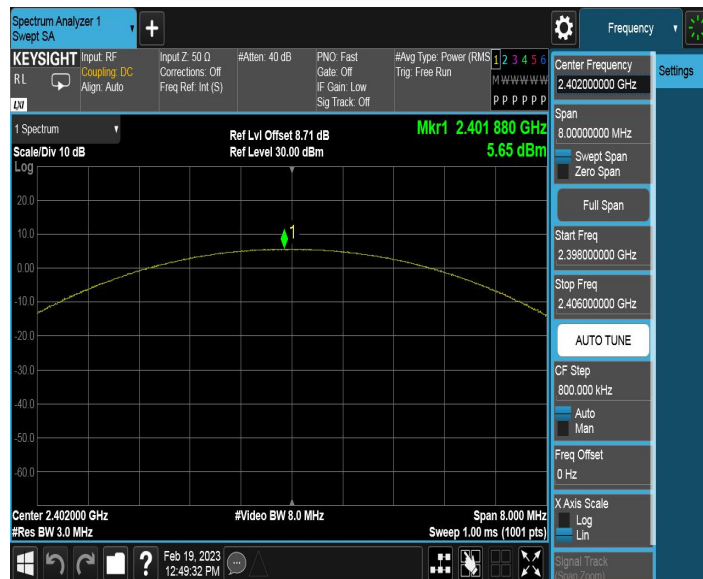 Spectrum Analyzer 1
Swept SA
+
Frequency
KEYSIGHT
RL
LXI
Input: RF
Coupling: DC
Align: Auto
Input Z: 50 Ω
Corrections: Off
Freq Ref: Int (S)
#Atten: 40 dB
PNO: Fast
Gate: Off
IF Gain: Low
Sig Track: Off
#Avg Type: Power (RMS
Trig: Free Run
1 2 3 4 5 6
M W W W W W
P P P P P P
Center Frequency
2.402000000 GHz
Settings
Span
8.00000000 MHz
Swept Span
Zero Span
Full Span
Start Freq
2.398000000 GHz
Stop Freq
2.406000000 GHz
AUTO TUNE
CF Step
800.000 kHz
Auto
Man
Freq Offset
0 Hz
X Axis Scale
Log
Lin
Signal Track
(Span Zoom)
1 Spectrum
Scale/Div 10 dB
Log
Ref Lvl Offset 8.71 dB
Ref Level 30.00 dBm
Mkr1 2.401 880 GHz
5.65 dBm
20.0
10.0
1
0.00
-10.0
-20.0
-30.0
-40.0
-50.0
-60.0
Center 2.402000 GHz
#Video BW 8.0 MHz
Span 8.000 MHz
#Res BW 3.0 MHz
Sweep 1.00 ms (1001 pts)
?
Feb 19, 2023
12:49:32 PM